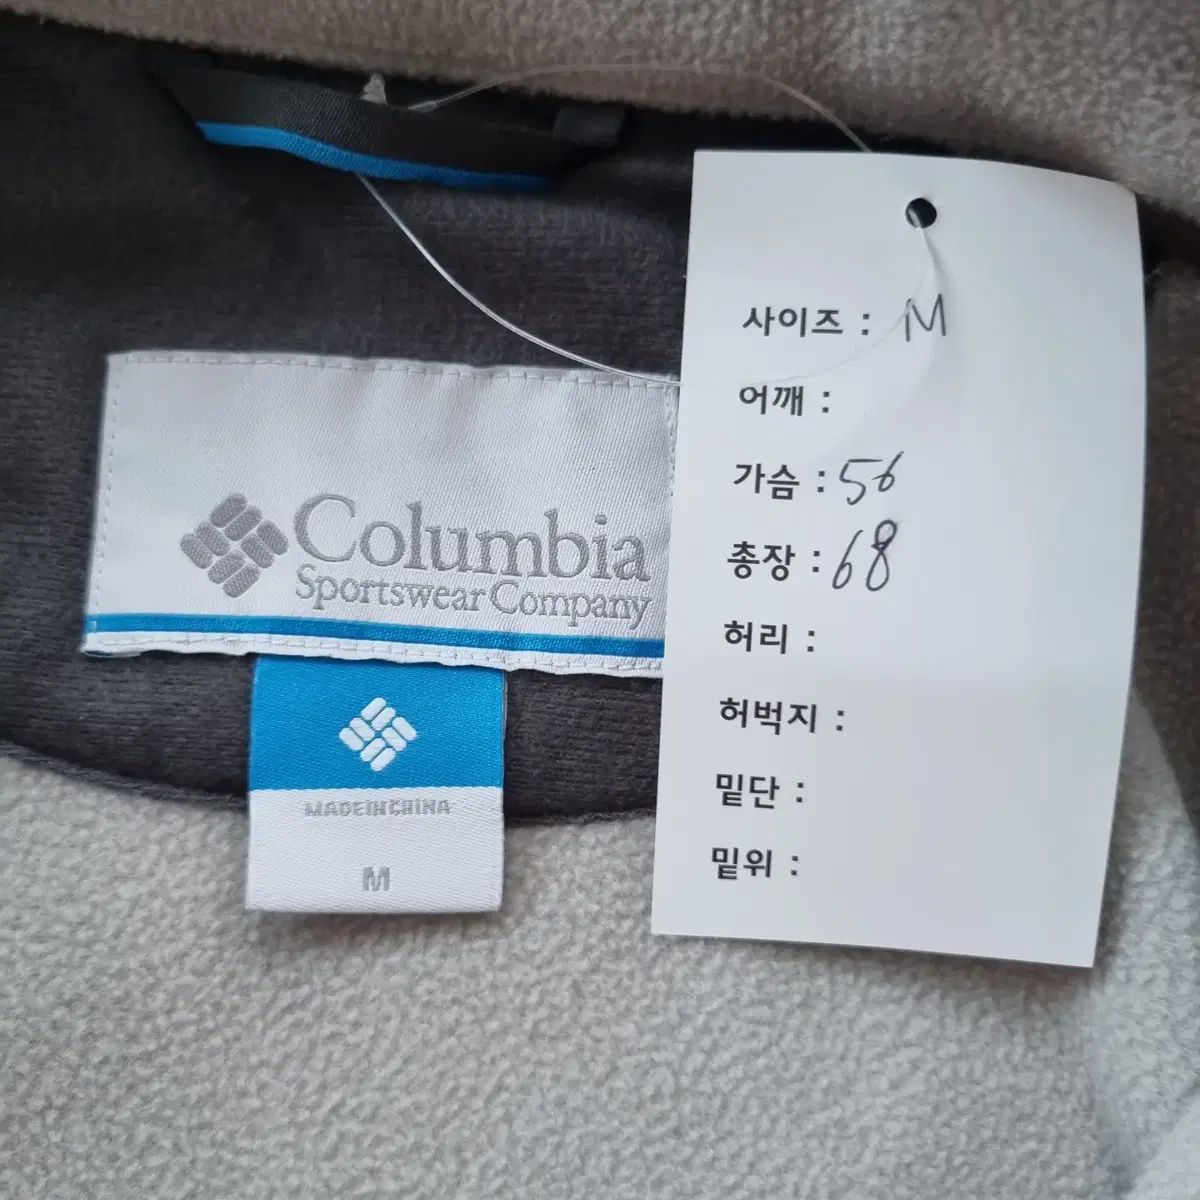 Columbia
Sportswear Company
MADE IN CHINA
M
사이즈 : M
어깨 :
가슴 : 56
총장 : 68
허리 :
허벅지 :
밑단 :
밑위 :